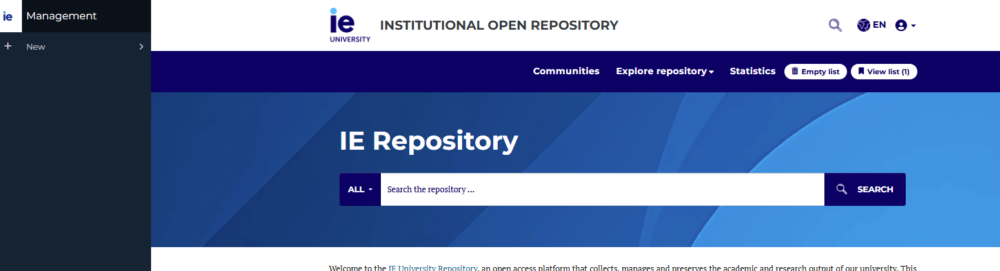 ie
Management
New
ie
UNIVERSITY
INSTITUTIONAL OPEN REPOSITORY
EN
Communities
Explore repository
Statistics
Empty list
View list (1)
IE Repository
ALL
Search the repository ...
SEARCH
Welcome to the IE University Repository, an open access platform that collects, manages and preserves the academic and research output of our university. This